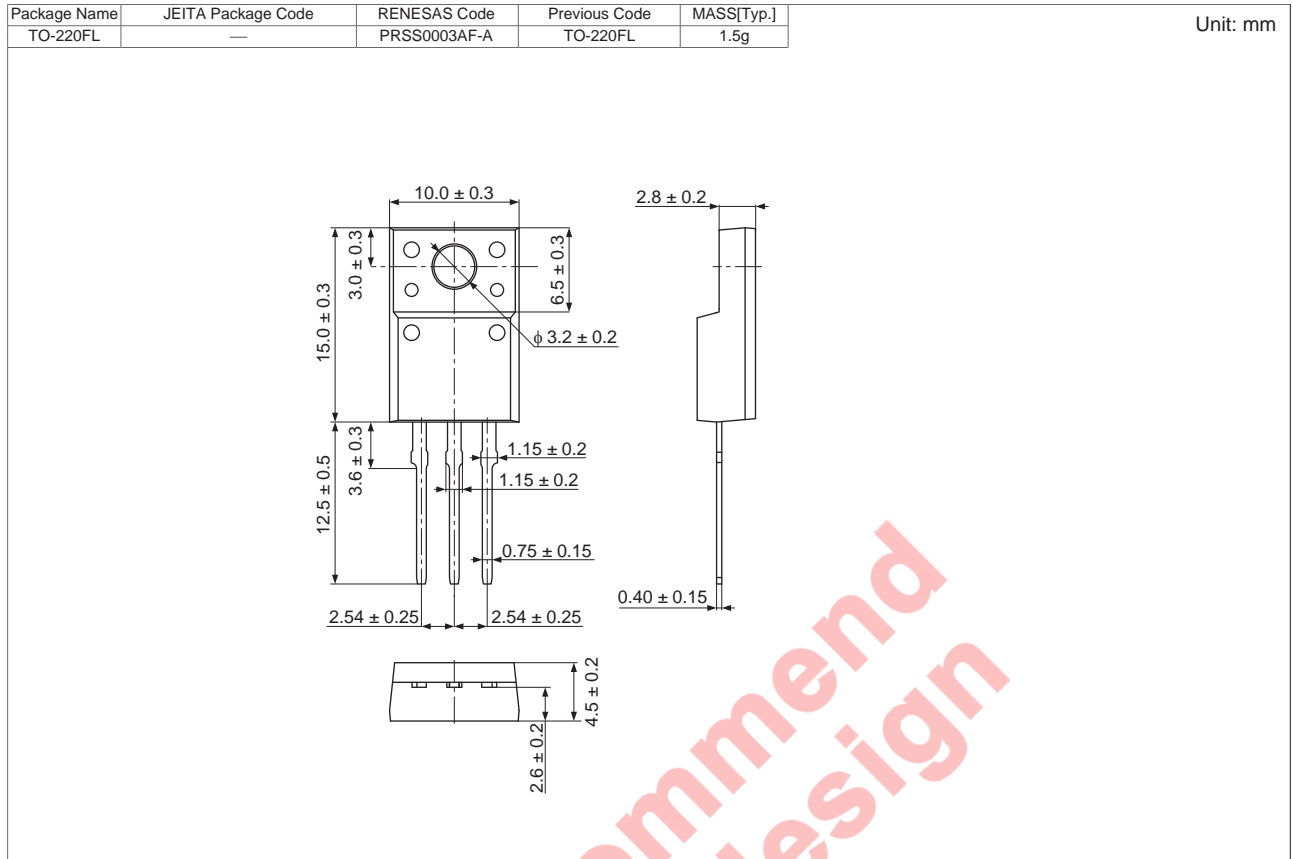 Package Name JEITA Package Code RENESAS Code Previous Code MASS[Typ.]
TO-220FL — PRSS0003AF-A TO-220FL 1.5g
Unit: mm
10.0 ± 0.3
2.8 ± 0.2
3.0 ± 0.3
6.5 ± 0.3
15.0 ± 0.3
ϕ 3.2 ± 0.2
3.6 ± 0.3
12.5 ± 0.5
1.15 ± 0.2
1.15 ± 0.2
0.75 ± 0.15
0.40 ± 0.15
2.54 ± 0.25 2.54 ± 0.25
4.5 ± 0.2
2.6 ± 0.2
mmend
design